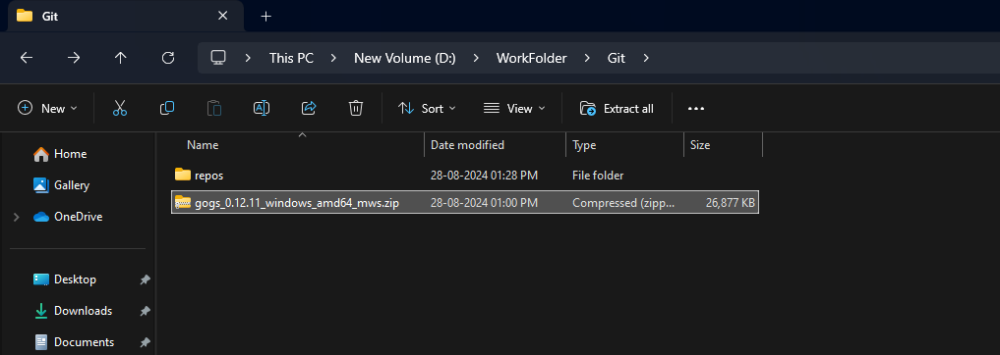 Git
This PC > New Volume (D:) > WorkFolder > Git >
New Sort View Extract all ...
Name Date modified Type Size
Home
Gallery
OneDrive
Desktop
Downloads
Documents
repos 28-08-2024 01:28 PM File folder
gogs_0.12.11_windows_amd64_mws.zip 28-08-2024 01:00 PM Compressed (zipp... 26,877 KB